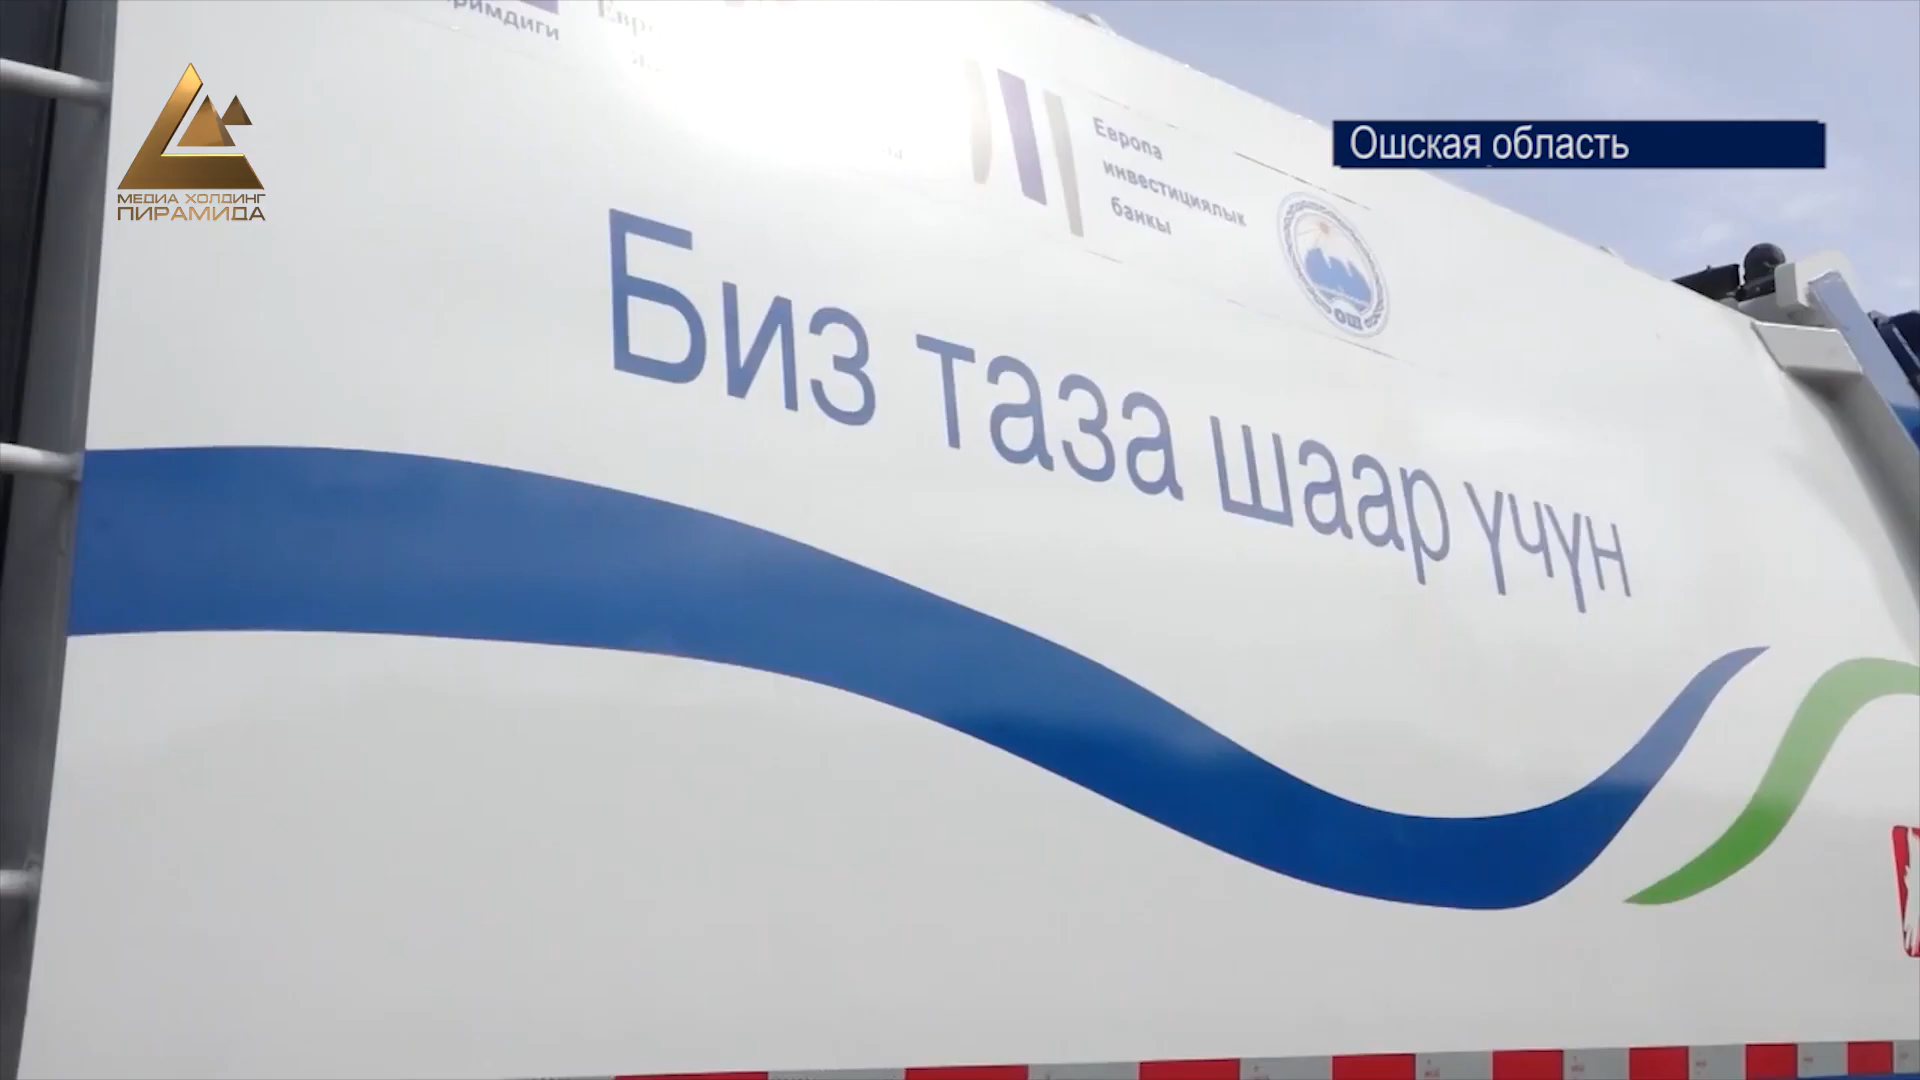 Европа
инвестициялык
банкы
ОШ
Ошская область
МЕДИА ХОЛДИНГ
ПИРАМИДА
Биз таза шаар үчүн